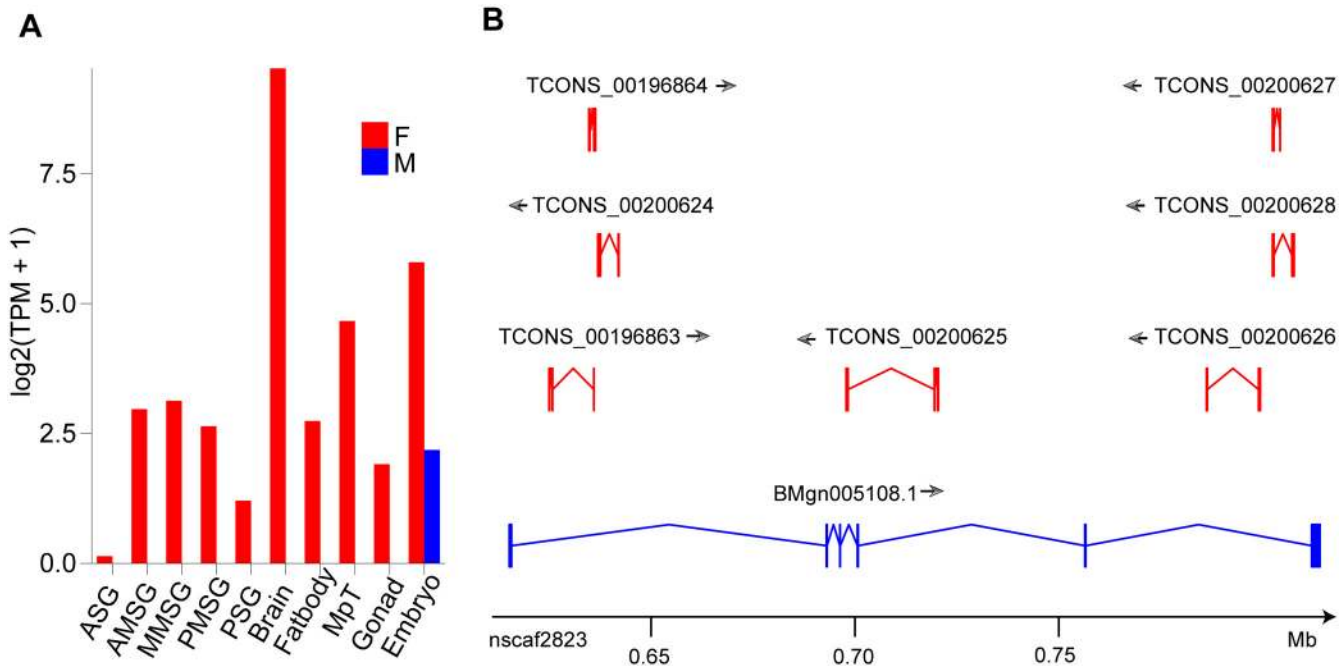 A
log2(TPM + 1)
7.5
5.0
2.5
0.0
F
M
ASG
AMSG
MMSG
PMSG
PSG
Brain
Fatbody
MpT
Gonad
Embryo
B
TCONS_00196864
TCONS_00200627
TCONS_00200624
TCONS_00200628
TCONS_00196863
TCONS_00200625
TCONS_00200626
BMgn005108.1
nscaf2823
Mb
0.65
0.70
0.75